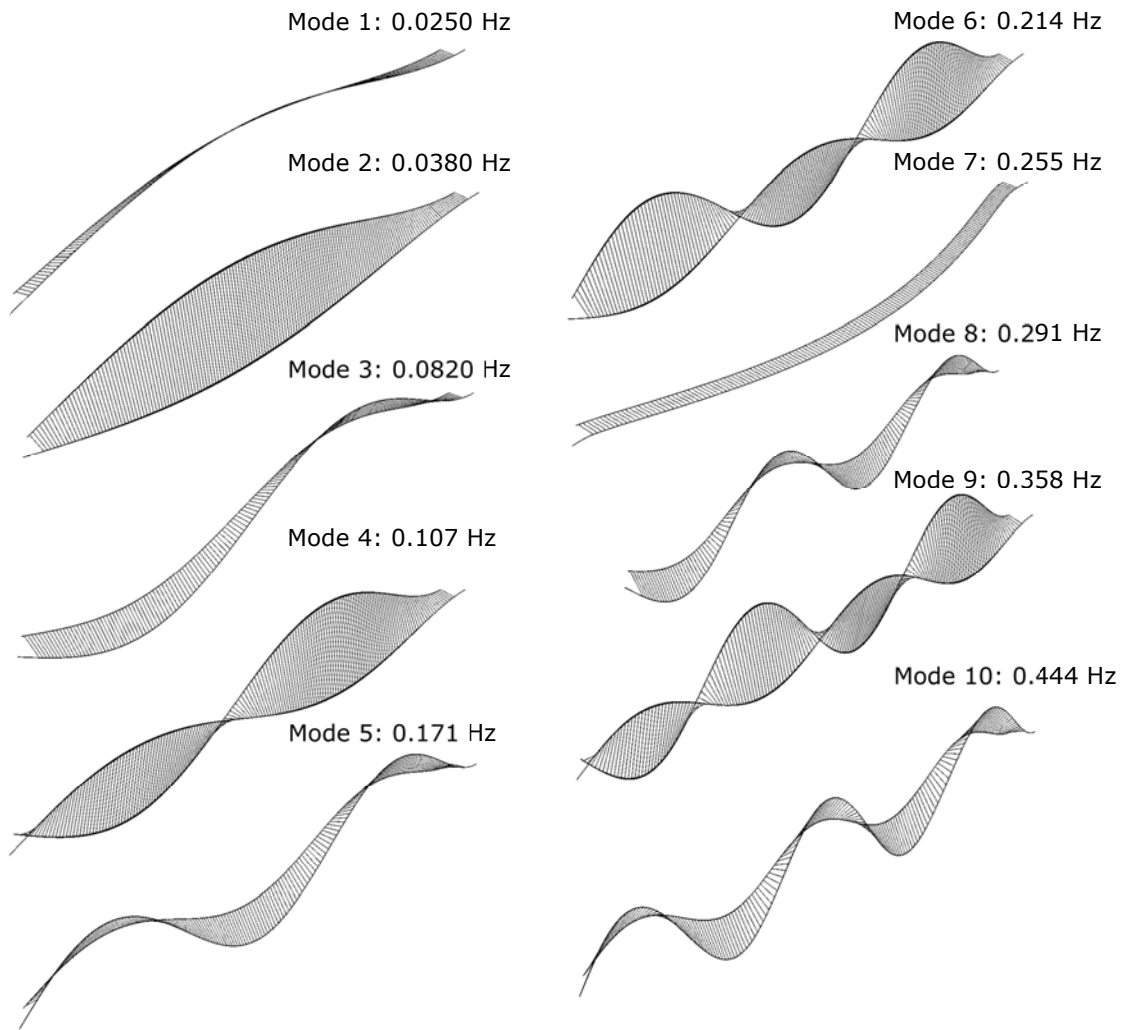 Mode 1: 0.0250 Hz
Mode 2: 0.0380 Hz
Mode 3: 0.0820 Hz
Mode 4: 0.107 Hz
Mode 5: 0.171 Hz
Mode 6: 0.214 Hz
Mode 7: 0.255 Hz
Mode 8: 0.291 Hz
Mode 9: 0.358 Hz
Mode 10: 0.444 Hz